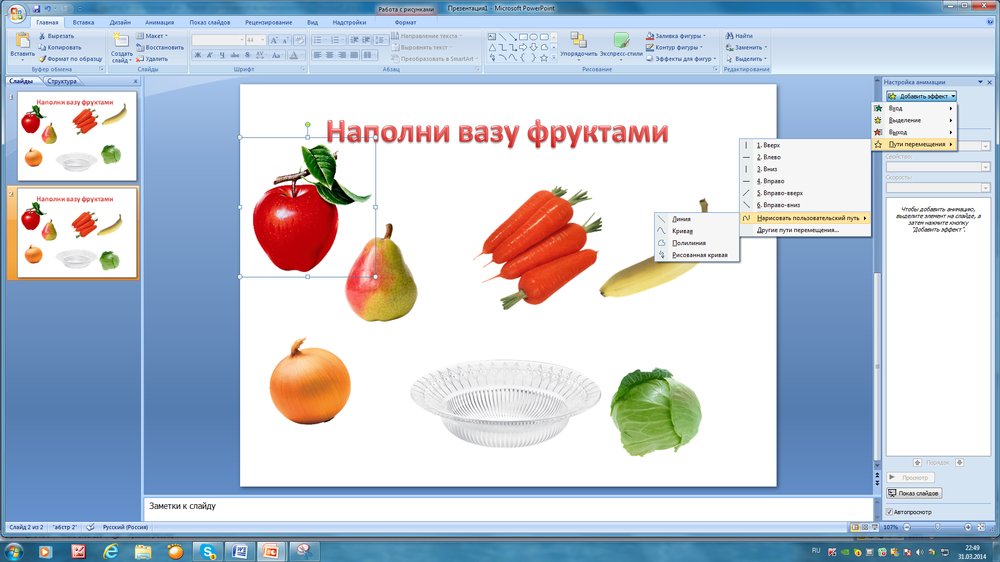 Работа с рисунками
Презентация1 - Microsoft PowerPoint
Главная
Вставка
Дизайн
Анимация
Показ слайдов
Рецензирование
Вид
Надстройки
Формат
Вставить
Вырезать
Копировать
Формат по образцу
Буфер обмена
Создать
слайд
Макет
Восстановить
Удалить
Слайды
44
Ж К Ч abc S AV Aa A
Шрифт
Направление текста
Выровнять текст
Преобразовать в SmartArt
Абзац
Упорядочить
Экспресс-стили
Заливка фигуры
Контур фигуры
Эффекты для фигур
Рисование
Найти
Заменить
Выделить
Редактирование
Слайды
Структура
1
Наполни вазу фруктами
2
Наполни вазу фруктами
Наполни вазу фруктами
Настройка анимации
Добавить эффект
Вход
Выделение
Выход
Пути перемещения
1. Вверх
2. Влево
3. Вниз
4. Вправо
5. Вправо-вверх
6. Вправо-вниз
Нарисовать пользовательский путь
Другие пути перемещения...
Линия
Кривая
Полилиния
Рисованная кривая
Свойство:
Скорость:
Чтобы добавить анимацию,
выделите элемент на слайде, а
затем нажмите кнопку
"Добавить эффект".
Порядок
Просмотр
Показ слайдов
Автопросмотр
Заметки к слайду
Слайд 2 из 2
"абстр 2"
Русский (Россия)
107%
RU
22:49
31.03.2014